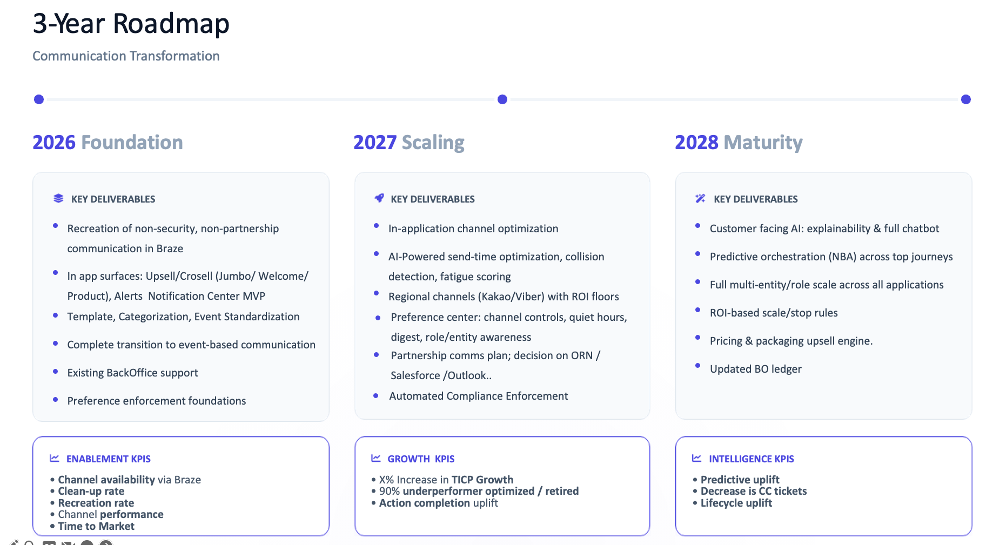 3-Year Roadmap
Communication Transformation
2026 Foundation
KEY DELIVERABLES
Recreation of non-security, non-partnership
communication in Braze
In app surfaces: Upsell/Crosell (Jumbo/ Welcome/
Product), Alerts  Notification Center MVP
Template, Categorization, Event Standardization
Complete transition to event-based communication
Existing BackOffice support
Preference enforcement foundations
ENABLEMENT KPIS
• Channel availability via Braze
• Clean-up rate
• Recreation rate
• Channel performance
• Time to Market
2027 Scaling
KEY DELIVERABLES
In-application channel optimization
AI-Powered send-time optimization, collision
detection, fatigue scoring
Regional channels (Kakao/Viber) with ROI floors
Preference center: channel controls, quiet hours,
digest, role/entity awareness
Partnership comms plan; decision on ORN /
Salesforce /Outlook..
Automated Compliance Enforcement
GROWTH  KPIS
• X% Increase in TICP Growth
• 90% underperformer optimized / retired
• Action completion uplift
2028 Maturity
KEY DELIVERABLES
Customer facing AI: explainability & full chatbot
Predictive orchestration (NBA) across top journeys
Full multi-entity/role scale across all applications
ROI-based scale/stop rules
Pricing & packaging upsell engine.
Updated BO ledger
INTELLIGENCE KPIS
• Predictive uplift
• Decrease is CC tickets
• Lifecycle uplift